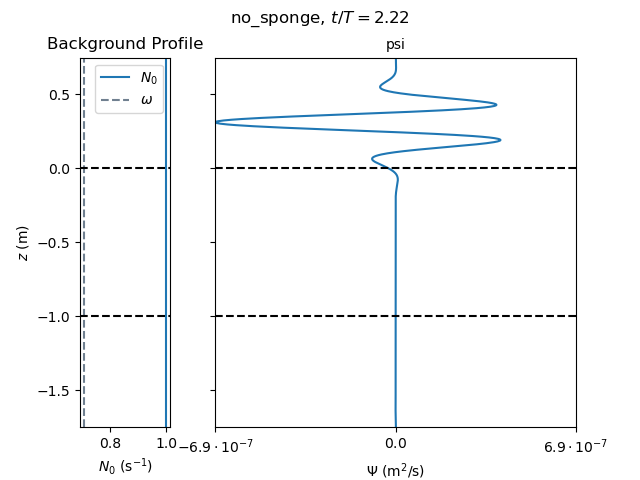 no_sponge, t/T = 2.22
Background Profile
psi
N₀
ω
0.5
0.0
−0.5
−1.0
−1.5
z (m)
0.8
1.0
N₀ (s⁻¹)
−6.9 · 10⁻⁷
0.0
6.9 · 10⁻⁷
Ψ (m²/s)